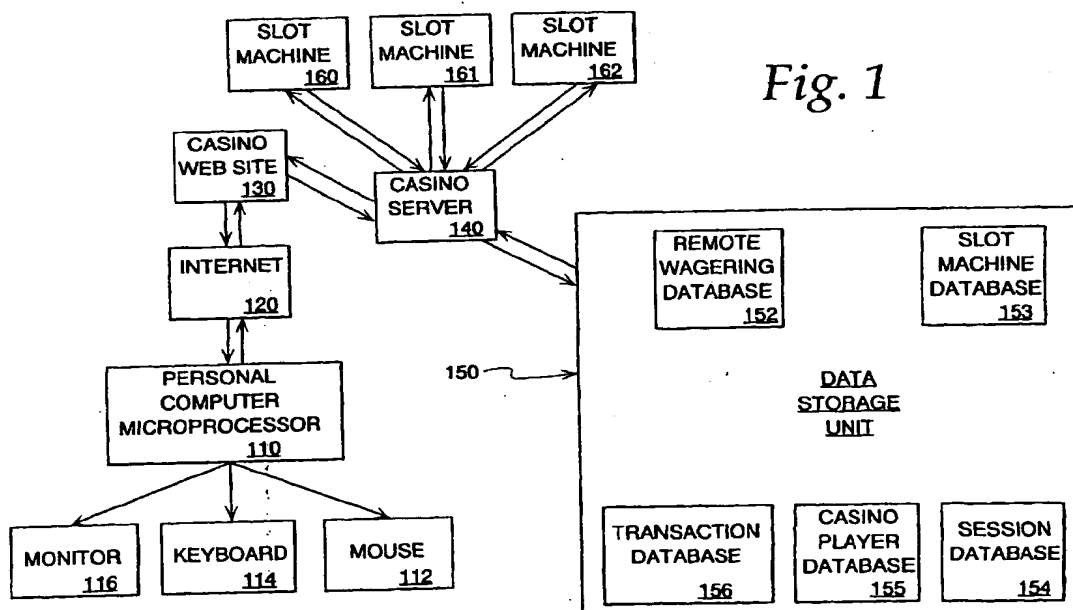 SLOT
MACHINE
160
SLOT
MACHINE
161
SLOT
MACHINE
162
Fig. 1
CASINO
WEB SITE
130
CASINO
SERVER
140
INTERNET
120
REMOTE
WAGERING
DATABASE
152
SLOT
MACHINE
DATABASE
153
PERSONAL
COMPUTER
MICROPROCESSOR
110
150
DATA
STORAGE
UNIT
MONITOR
116
KEYBOARD
114
MOUSE
112
TRANSACTION
DATABASE
156
CASINO
PLAYER
DATABASE
155
SESSION
DATABASE
154